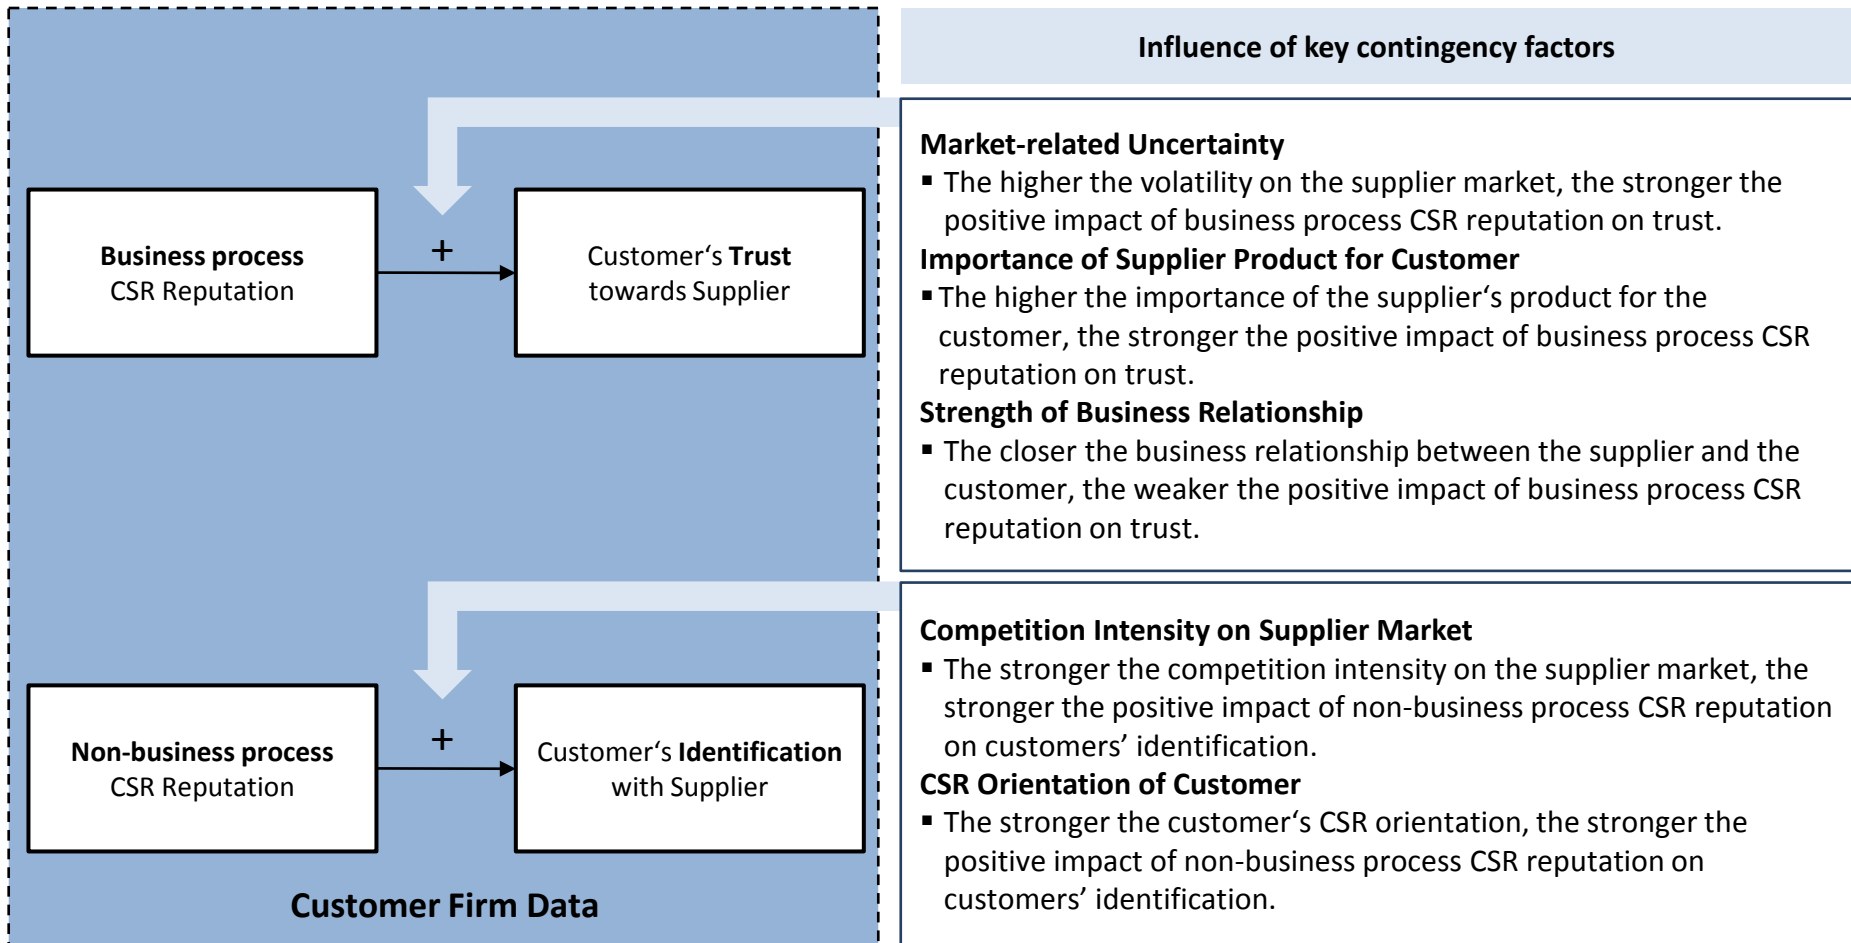 Influence of key contingency factors
Business process
CSR Reputation
+
Customer‘s Trust
towards Supplier
Market-related Uncertainty
▪ The higher the volatility on the supplier market, the stronger the
positive impact of business process CSR reputation on trust.
Importance of Supplier Product for Customer
▪ The higher the importance of the supplier‘s product for the
customer, the stronger the positive impact of business process CSR
reputation on trust.
Strength of Business Relationship
▪ The closer the business relationship between the supplier and the
customer, the weaker the positive impact of business process CSR
reputation on trust.
Non-business process
CSR Reputation
+
Customer‘s Identification
with Supplier
Competition Intensity on Supplier Market
▪ The stronger the competition intensity on the supplier market, the
stronger the positive impact of non-business process CSR reputation
on customers’ identification.
CSR Orientation of Customer
▪ The stronger the customer‘s CSR orientation, the stronger the
positive impact of non-business process CSR reputation on
customers’ identification.
Customer Firm Data